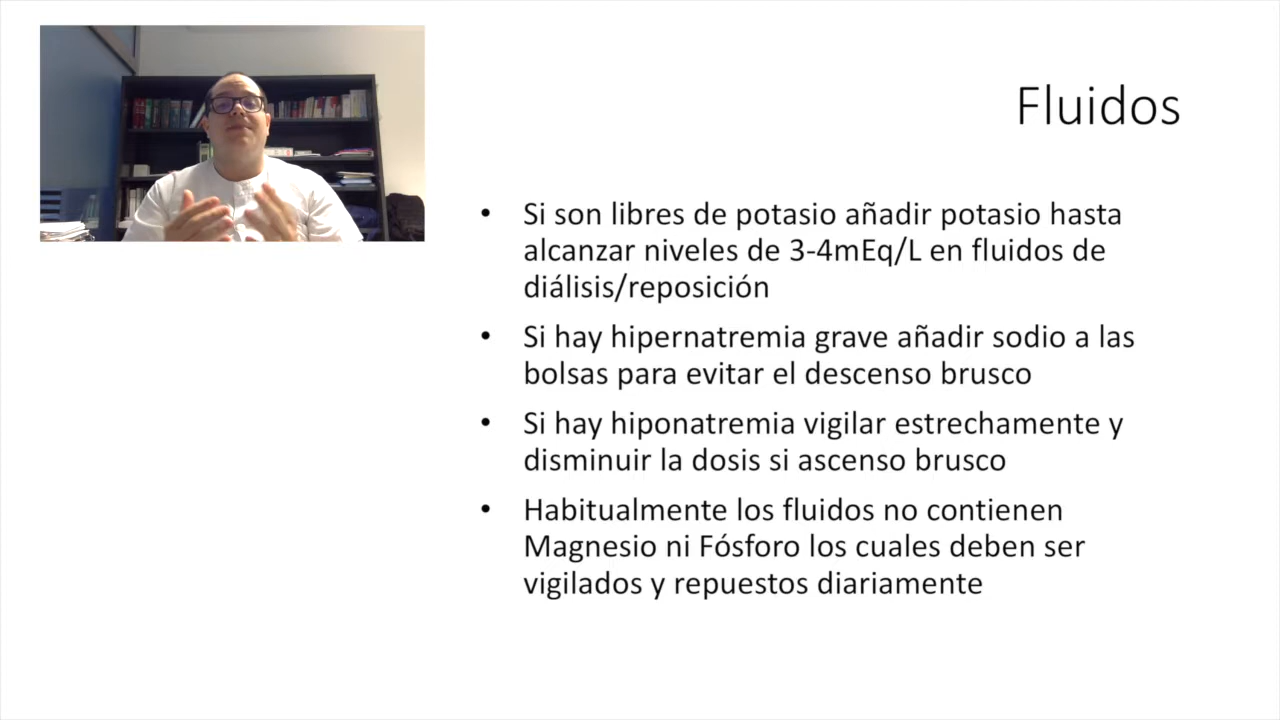 Fluidos
• Si son libres de potasio añadir potasio hasta
alcanzar niveles de 3-4mEq/L en fluidos de
diálisis/reposición
• Si hay hipernatremia grave añadir sodio a las
bolsas para evitar el descenso brusco
• Si hay hiponatremia vigilar estrechamente y
disminuir la dosis si ascenso brusco
• Habitualmente los fluidos no contienen
Magnesio ni Fósforo los cuales deben ser
vigilados y repuestos diariamente